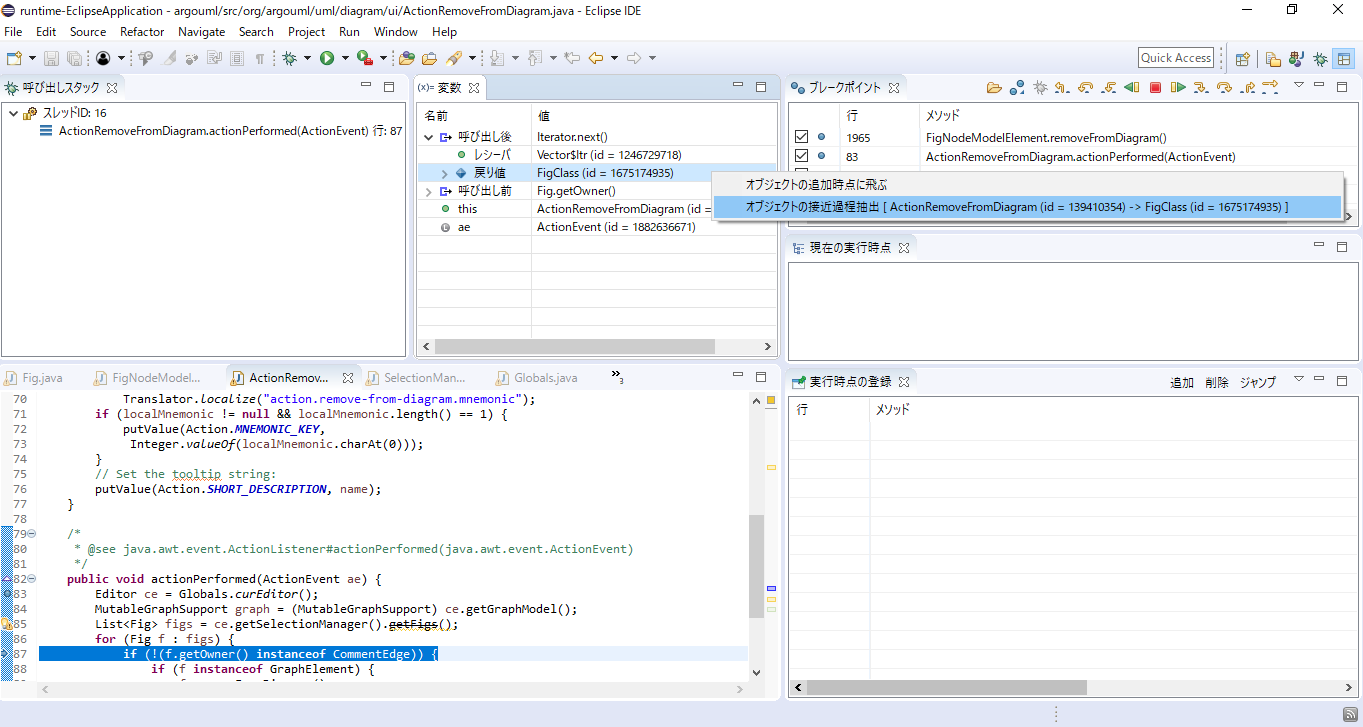 runtime-EclipseApplication - argouml/src/org/argouml/uml/diagram/ui/ActionRemoveFromDiagram.java - Eclipse IDE
File Edit Source Refactor Navigate Search Project Run Window Help
Quick Access
呼び出しスタック
スレッドID: 16
ActionRemoveFromDiagram.actionPerformed(ActionEvent) 行: 87
(x)= 変数
名前 値
呼び出し後 Iterator.next()
レシーバ Vector$Itr (id = 1246729718)
戻り値 FigClass (id = 1675174935)
呼び出し前 Fig.getOwner()
this ActionRemoveFromDiagram (id =
ae ActionEvent (id = 1882636671)
ブレークポイント
行 メソッド
1965 FigNodeModelElement.removeFromDiagram()
83 ActionRemoveFromDiagram.actionPerformed(ActionEvent)
オブジェクトの追加時点に飛ぶ
オブジェクトの接近過程抽出 [ ActionRemoveFromDiagram (id = 139410354) -> FigClass (id = 1675174935) ]
現在の実行時点
Fig.java FigNodeModel... ActionRemov... SelectionMan... Globals.java »3
70 Translator.localize("action.remove-from-diagram.mnemonic");
71 if (localMnemonic != null && localMnemonic.length() == 1) {
72 putValue(Action.MNEMONIC_KEY,
73 Integer.valueOf(localMnemonic.charAt(0)));
74 }
75 // Set the tooltip string:
76 putValue(Action.SHORT_DESCRIPTION, name);
77 }
78
79 /*
80 * @see java.awt.event.ActionListener#actionPerformed(java.awt.event.ActionEvent)
81 */
82 public void actionPerformed(ActionEvent ae) {
83 Editor ce = Globals.curEditor();
84 MutableGraphSupport graph = (MutableGraphSupport) ce.getGraphModel();
85 List<Fig> figs = ce.getSelectionManager().getFigs();
86 for (Fig f : figs) {
87 if (!(f.getOwner() instanceof CommentEdge)) {
88 if (f instanceof GraphElement) {
実行時点の登録
追加 削除 ジャンプ
行 メソッド